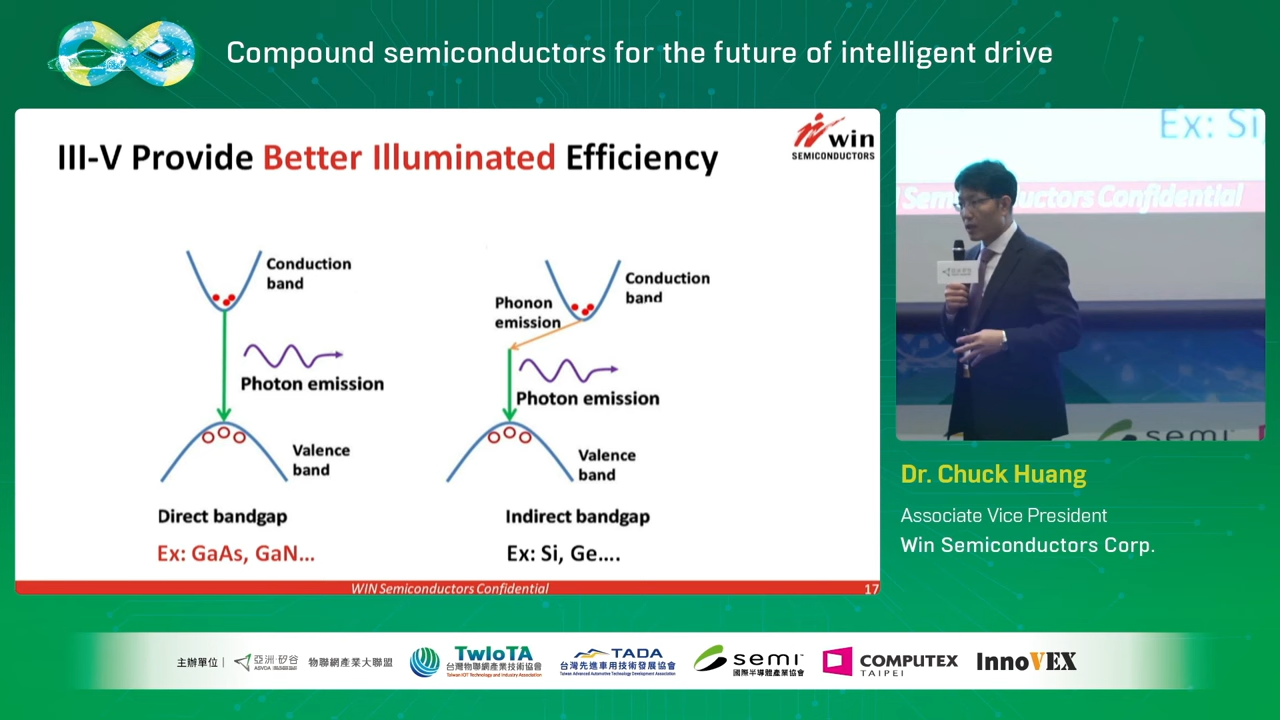 Compound semiconductors for the future of intelligent drive
III-V Provide Better Illuminated Efficiency
win
SEMICONDUCTORS
Conduction
band
Photon emission
Valence
band
Direct bandgap
Ex: GaAs, GaN...
Phonon
emission
Conduction
band
Photon emission
Valence
band
Indirect bandgap
Ex: Si, Ge....
WIN Semiconductors Confidential
17
Ex: Si,
Sem
uctors Confidential
semi
Dr. Chuck Huang
Associate Vice President
Win Semiconductors Corp.
主辦單位 |
亞洲·矽谷
物聯網產業大聯盟
TwIoTA
台灣物聯網產業技術協會
Taiwan IOT Technology and Industry Association
TADA
台灣先進車用技術發展協會
Taiwan Advanced Automotive Technology Development Association
semi
國際半導體產業協會
COMPUTEX
TAIPEI
InnoVEX